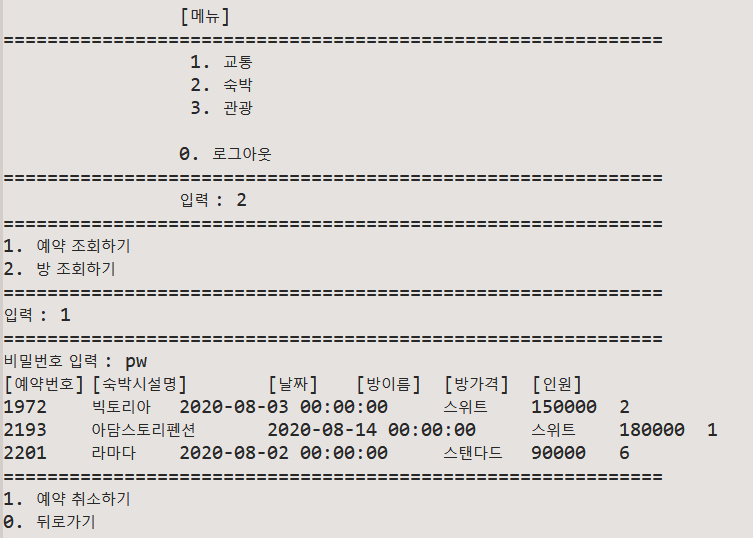 [메뉴]
============================================================
1. 교통
2. 숙박
3. 관광
0. 로그아웃
============================================================
입력 : 2
============================================================
1. 예약 조회하기
2. 방 조회하기
============================================================
입력 : 1
============================================================
비밀번호 입력 : pw
[예약번호] [숙박시설명] [날짜] [방이름] [방가격] [인원]
1972 빅토리아 2020-08-03 00:00:00 스위트 150000 2
2193 아담스토리펜션 2020-08-14 00:00:00 스위트 180000 1
2201 라마다 2020-08-02 00:00:00 스탠다드 90000 6
============================================================
1. 예약 취소하기
0. 뒤로가기